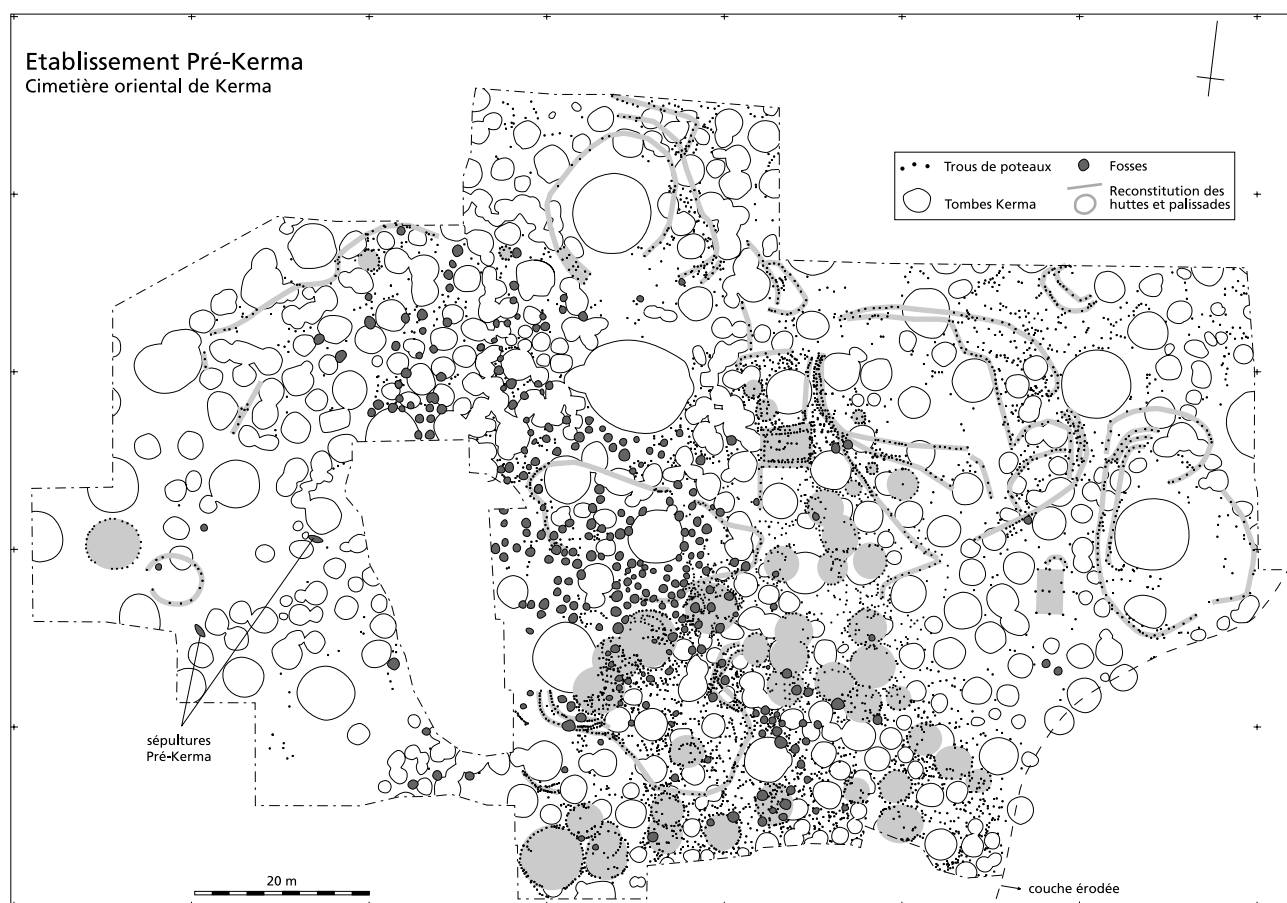 Etablissement Pré-Kerma
Cimetière oriental de Kerma
Trous de poteaux
Fosses
Tombes Kerma
Reconstitution des
huttes et palissades
sépultures
Pré-Kerma
20 m
couche érodée